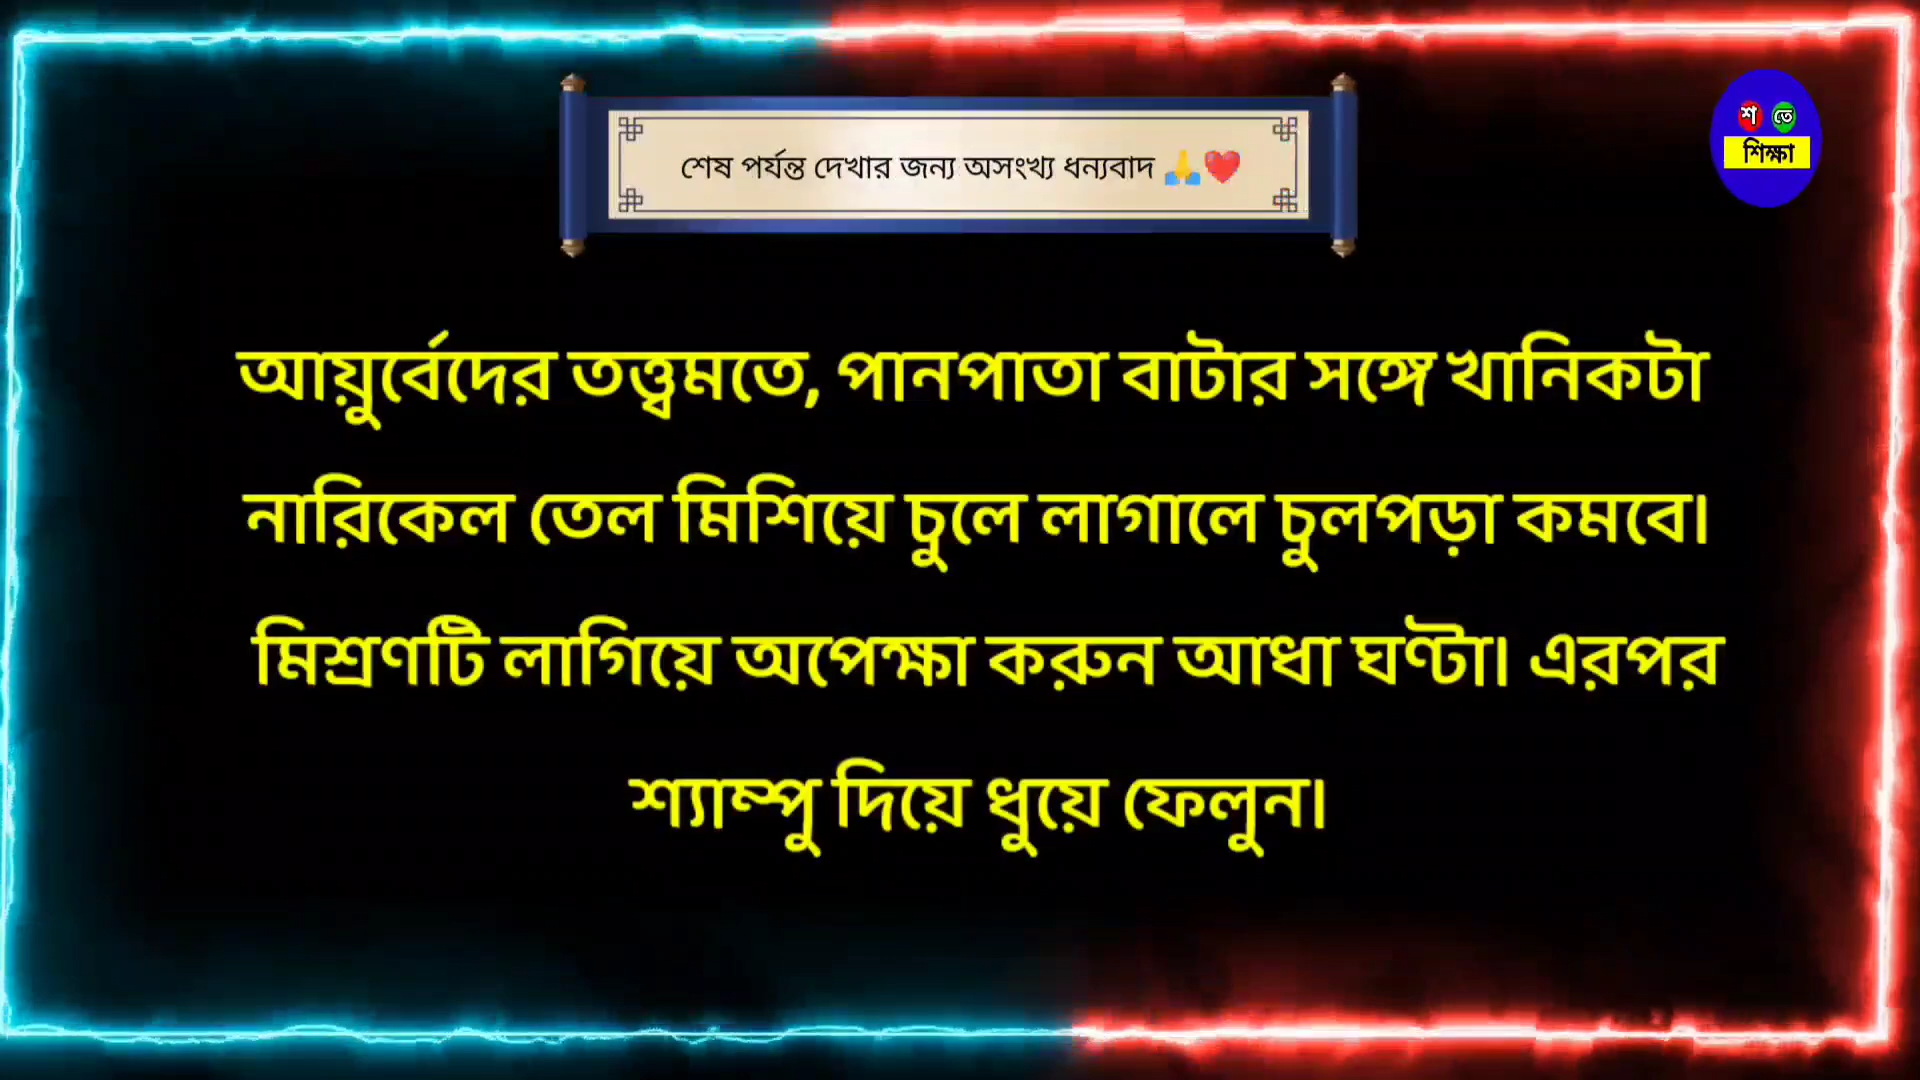 শেষ পর্যন্ত দেখার জন্য অসংখ্য ধন্যবাদ 🙏❤️
শ তে
শিক্ষা
আয়ুর্বেদের তত্ত্বমতে, পানপাতা বাটার সঙ্গে খানিকটা
নারিকেল তেল মিশিয়ে চুলে লাগালে চুলপড়া কমবে।
মিশ্রণটি লাগিয়ে অপেক্ষা করুন আধা ঘণ্টা। এরপর
শ্যাম্পু দিয়ে ধুয়ে ফেলুন।